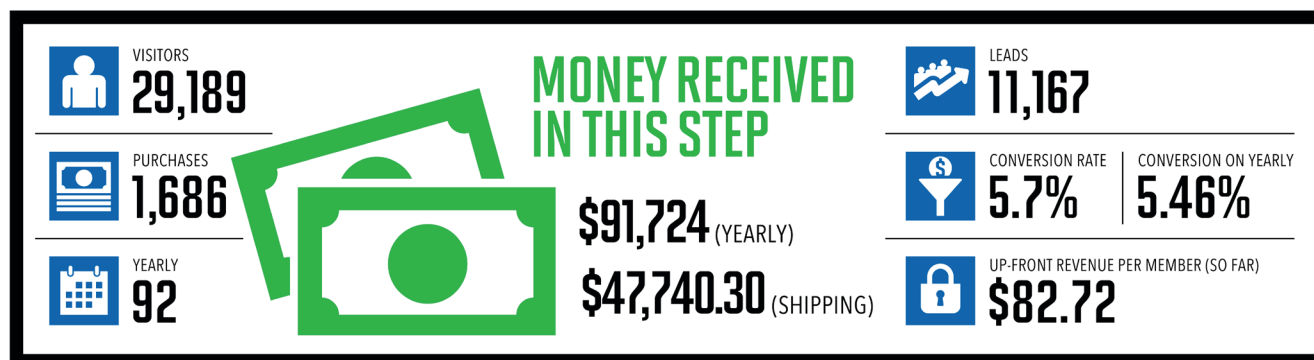 VISITORS
29,189
PURCHASES
1,686
YEARLY
92
MONEY RECEIVED
IN THIS STEP
$91,724 (YEARLY)
$47,740.30 (SHIPPING)
LEADS
11,167
CONVERSION RATE
5.7%
CONVERSION ON YEARLY
5.46%
UP-FRONT REVENUE PER MEMBER (SO FAR)
$82.72